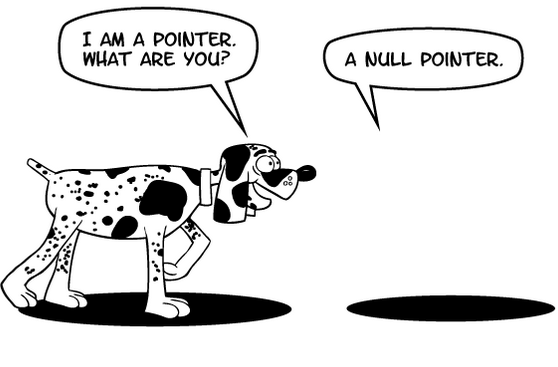 I AM A POINTER.
WHAT ARE YOU?
A NULL POINTER.